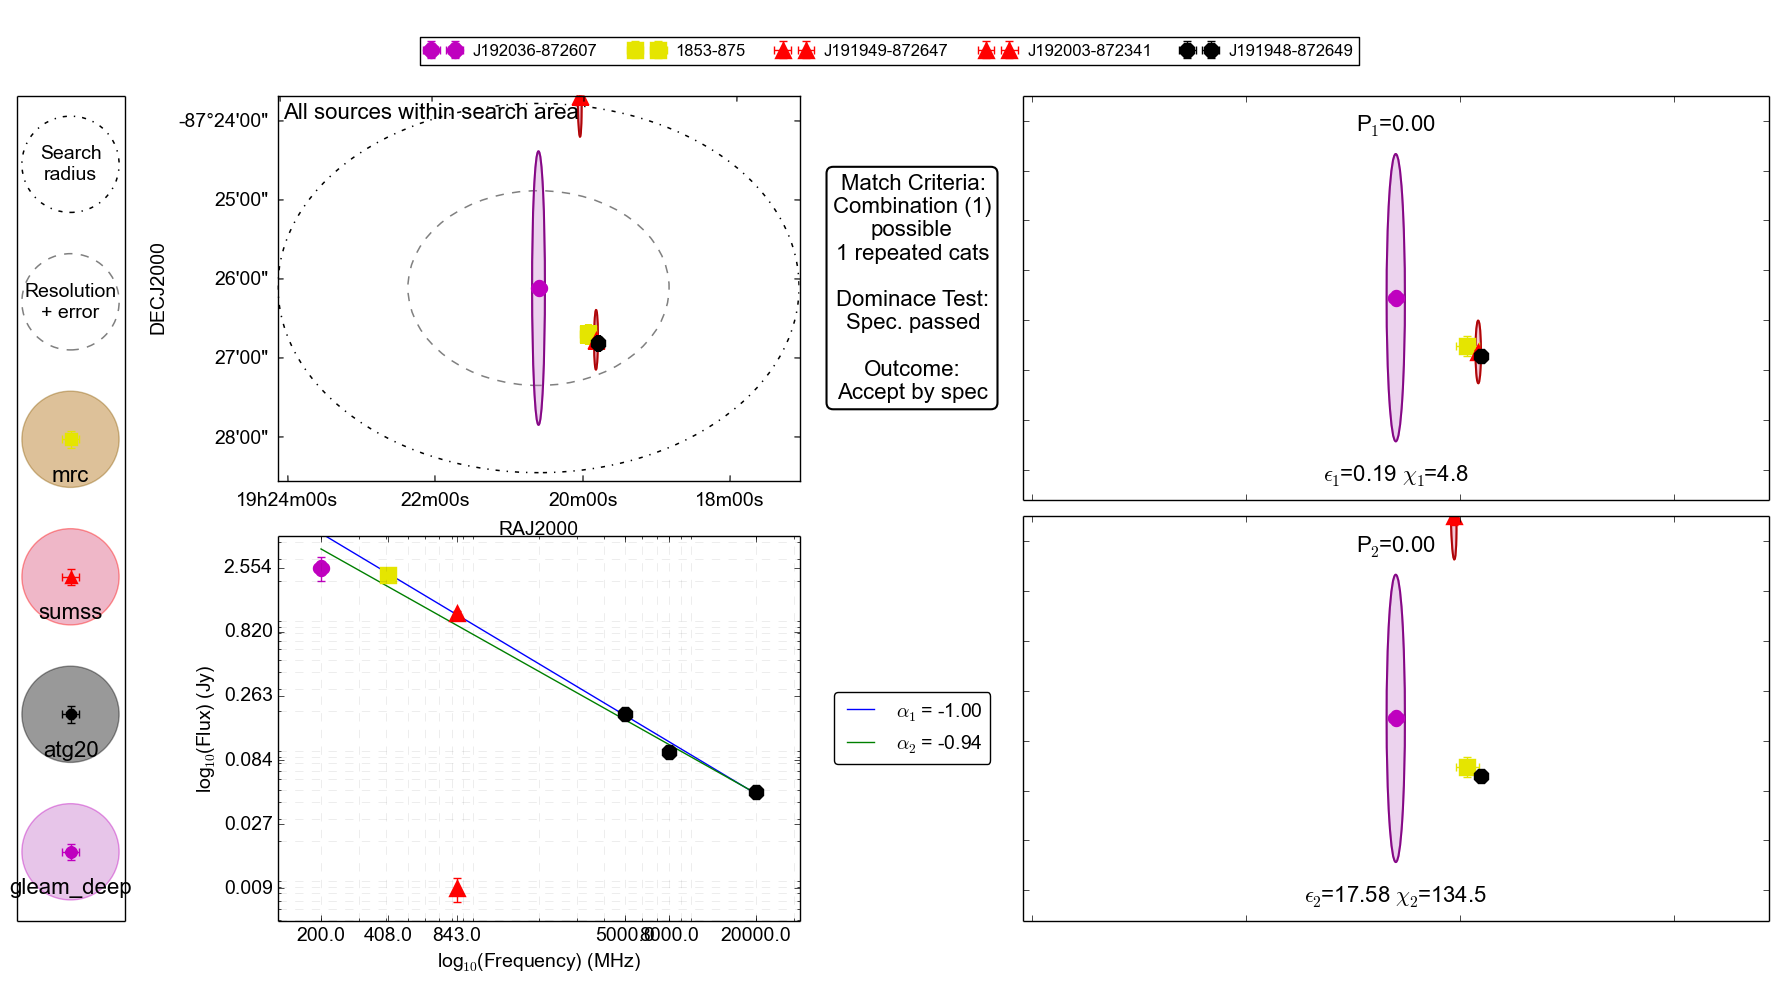 J192036-872607
1853-875
J191949-872647
J192003-872341
J191948-872649
Search
radius
Resolution
+ error
mrc
sumss
atg20
gleam_deep
All sources within search area
DECJ2000
-87°24'00"
25'00"
26'00"
27'00"
28'00"
19h24m00s
22m00s
20m00s
18m00s
RAJ2000
Match Criteria:
Combination (1)
possible
1 repeated cats
Dominace Test:
Spec. passed
Outcome:
Accept by spec
P₁=0.00
ϵ₁=0.19 χ₁=4.8
log₁₀(Flux) (Jy)
2.554
0.820
0.263
0.084
0.027
0.009
200.0
408.0
843.0
5000.0
8000.0
20000.0
log₁₀(Frequency) (MHz)
α₁ = -1.00
α₂ = -0.94
P₂=0.00
ϵ₂=17.58 χ₂=134.5